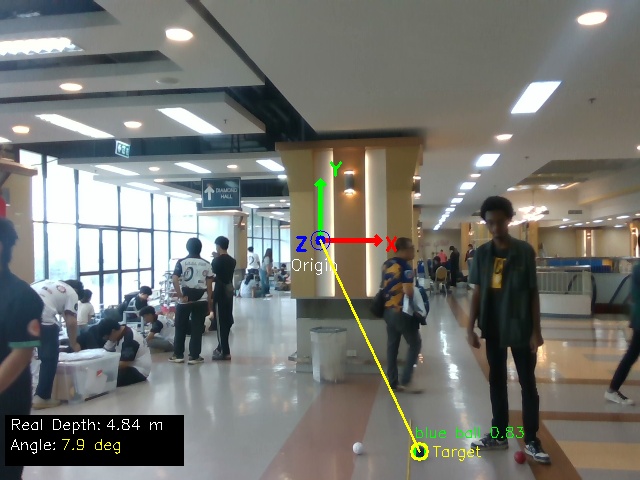 DIAMOND
HALL
Y
Z
X
Origin
blue ball 0.83
Target
Real Depth: 4.84 m
Angle: 7.9 deg